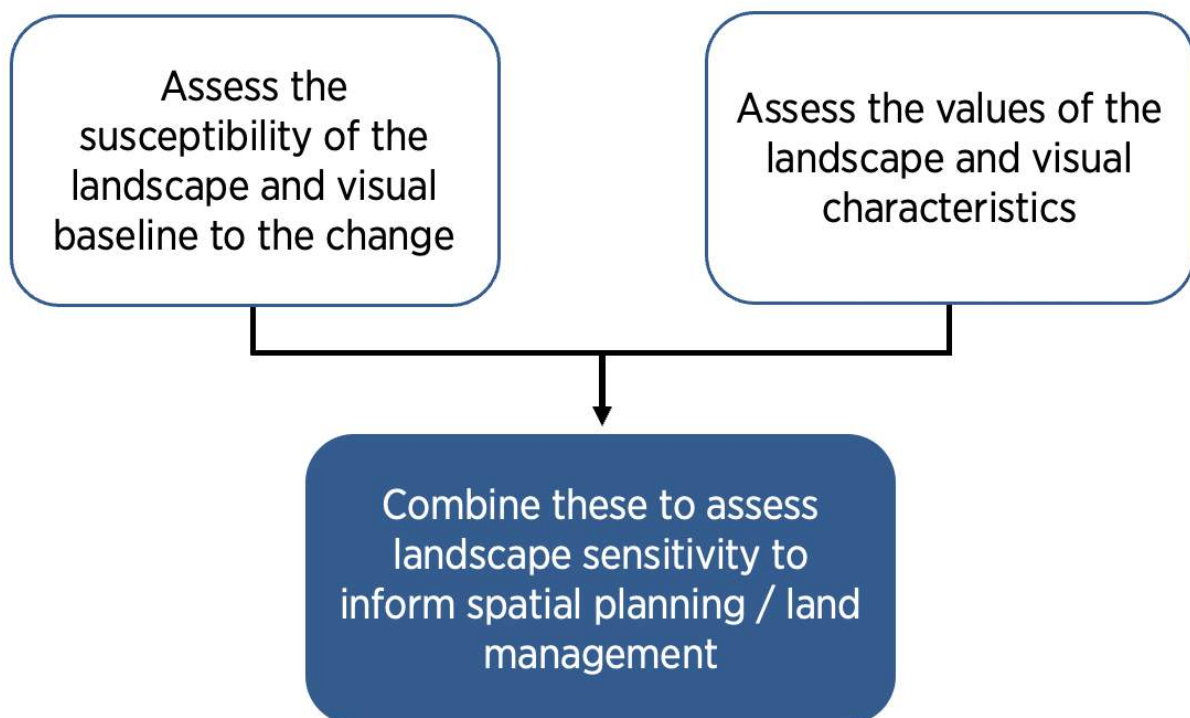 Assess the
susceptibility of the
landscape and visual
baseline to the change
Assess the values of the
landscape and visual
characteristics
Combine these to assess
landscape sensitivity to
inform spatial planning / land
management